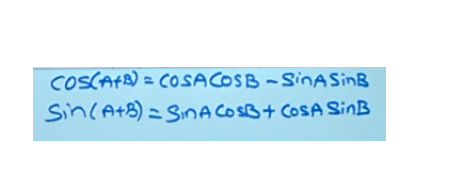 COS(A+B) = COSACOSB - SinASinB
Sin(A+B) = SinACosB + COSASinB